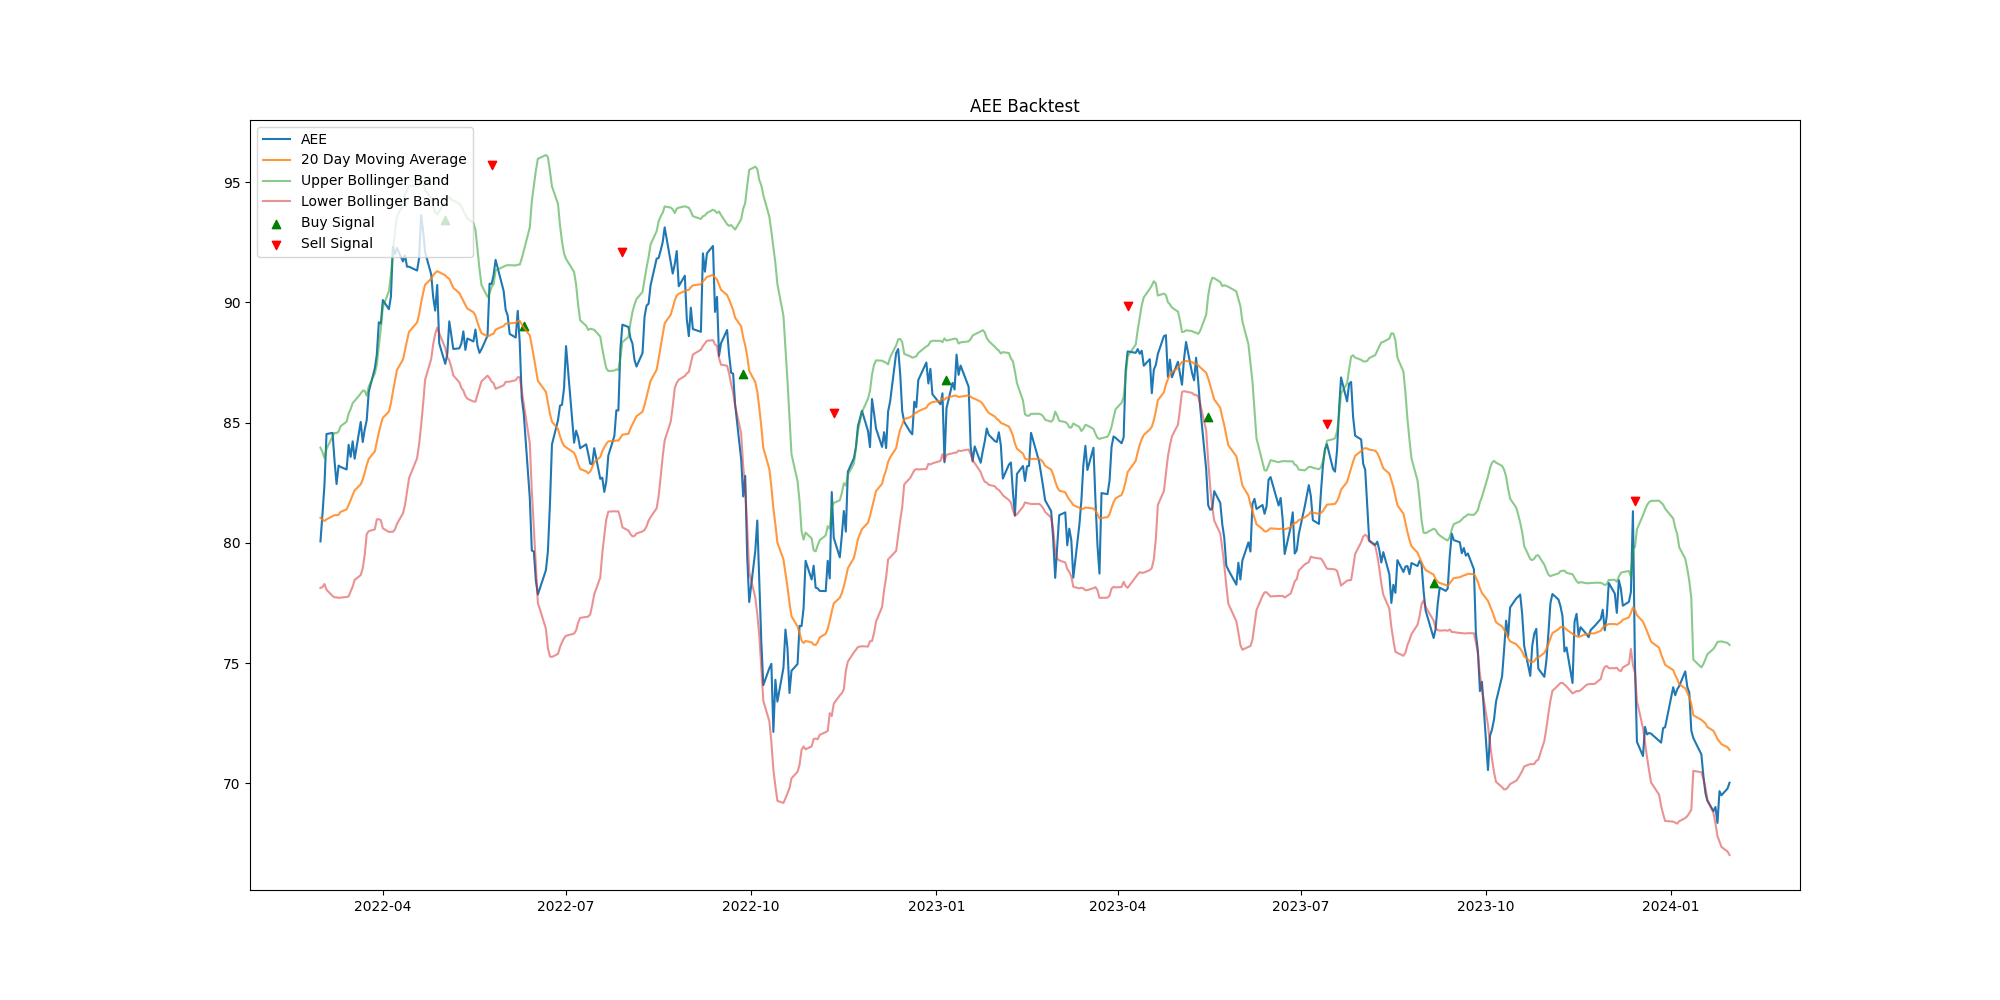 AEE Backtest
AEE
20 Day Moving Average
Upper Bollinger Band
Lower Bollinger Band
Buy Signal
Sell Signal
95
90
85
80
75
70
2022-04
2022-07
2022-10
2023-01
2023-04
2023-07
2023-10
2024-01